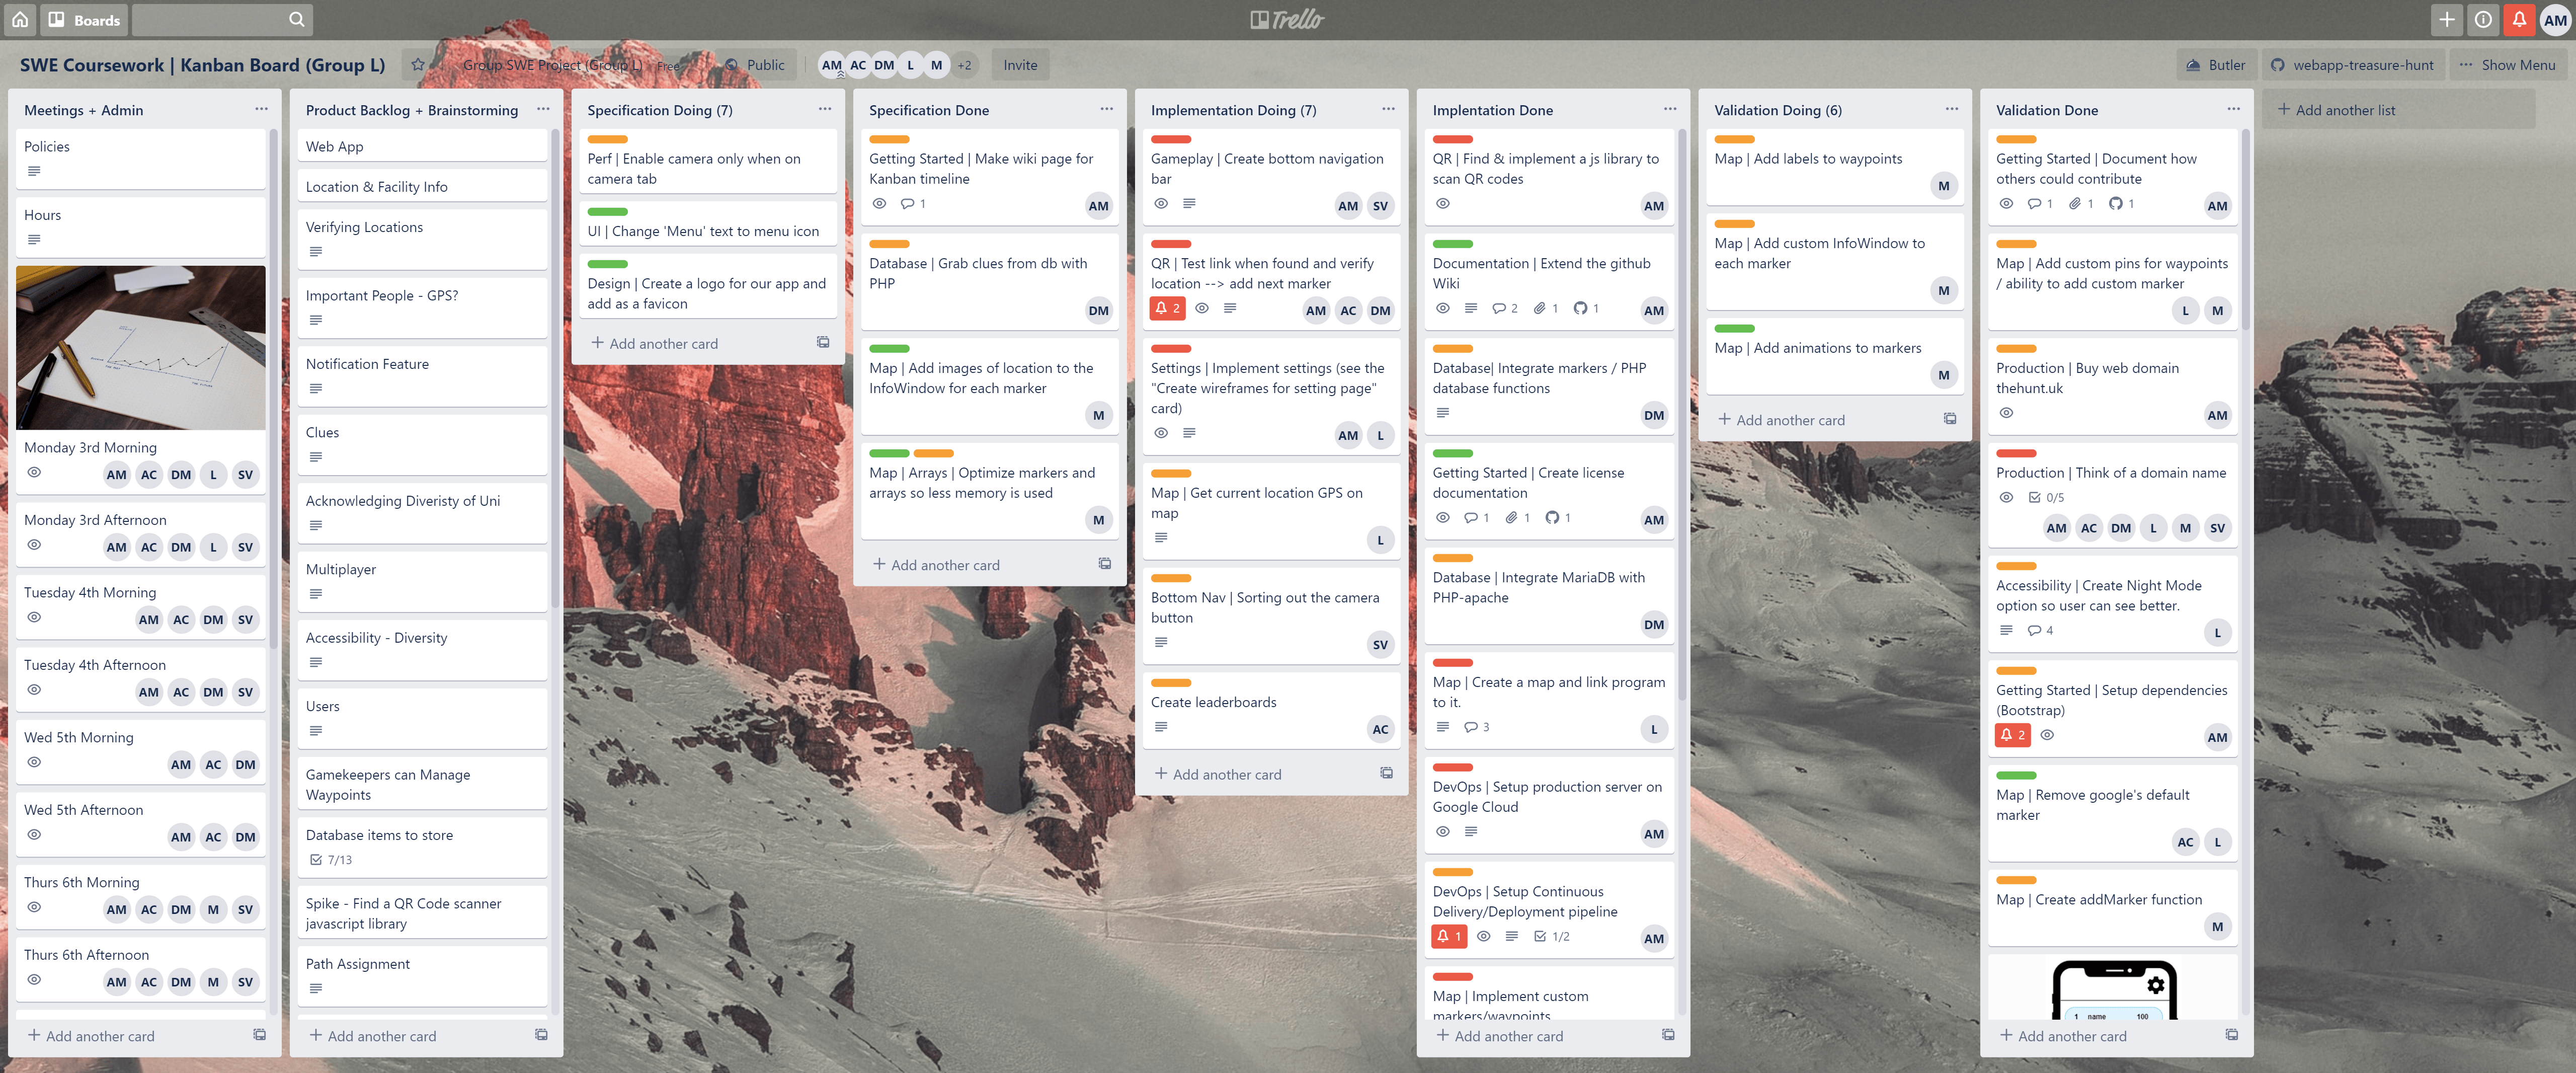 Boards
Trello
AM
SWE Coursework | Kanban Board (Group L)
Group SWE Project (Group L)
Free
Public
AM AC DM L M +2
Invite
Butler
webapp-treasure-hunt
Show Menu
Meetings + Admin
Policies
Hours
Monday 3rd Morning
AM AC DM L SV
Monday 3rd Afternoon
AM AC DM L SV
Tuesday 4th Morning
AM AC DM SV
Tuesday 4th Afternoon
AM AC DM SV
Wed 5th Morning
AM AC DM
Wed 5th Afternoon
AM AC DM
Thurs 6th Morning
AM AC DM M SV
Thurs 6th Afternoon
AM AC DM M SV
+ Add another card
Product Backlog + Brainstorming
Web App
Location & Facility Info
Verifying Locations
Important People - GPS?
Notification Feature
Clues
Acknowledging Diveristy of Uni
Multiplayer
Accessibility - Diversity
Users
Gamekeepers can Manage
Waypoints
Database items to store
7/13
Spike - Find a QR Code scanner
javascript library
Path Assignment
+ Add another card
Specification Doing (7)
Perf | Enable camera only when on
camera tab
UI | Change 'Menu' text to menu icon
Design | Create a logo for our app and
add as a favicon
+ Add another card
Specification Done
Getting Started | Make wiki page for
Kanban timeline
1
AM
Database | Grab clues from db with
PHP
DM
Map | Add images of location to the
InfoWindow for each marker
M
Map | Arrays | Optimize markers and
arrays so less memory is used
M
+ Add another card
Implementation Doing (7)
Gameplay | Create bottom navigation
bar
AM SV
QR | Test link when found and verify
location --> add next marker
2
AM AC DM
Settings | Implement settings (see the
"Create wireframes for setting page"
card)
AM L
Map | Get current location GPS on
map
L
Bottom Nav | Sorting out the camera
button
SV
Create leaderboards
AC
+ Add another card
Implentation Done
QR | Find & implement a js library to
scan QR codes
AM
Documentation | Extend the github
Wiki
2 1 1
AM
Database| Integrate markers / PHP
database functions
DM
Getting Started | Create license
documentation
1 1 1
AM
Database | Integrate MariaDB with
PHP-apache
DM
Map | Create a map and link program
to it.
3
L
DevOps | Setup production server on
Google Cloud
AM
DevOps | Setup Continuous
Delivery/Deployment pipeline
1 1/2
AM
Map | Implement custom
markers/waypoints
+ Add another card
Validation Doing (6)
Map | Add labels to waypoints
M
Map | Add custom InfoWindow to
each marker
M
Map | Add animations to markers
M
+ Add another card
Validation Done
Getting Started | Document how
others could contribute
1 1 1
AM
Map | Add custom pins for waypoints
/ ability to add custom marker
L M
Production | Buy web domain
thehunt.uk
AM
Production | Think of a domain name
0/5
AM AC DM L M SV
Accessibility | Create Night Mode
option so user can see better.
4
L
Getting Started | Setup dependencies
(Bootstrap)
2
AM
Map | Remove google's default
marker
AC L
Map | Create addMarker function
M
1 name 100
+ Add another card
+ Add another list